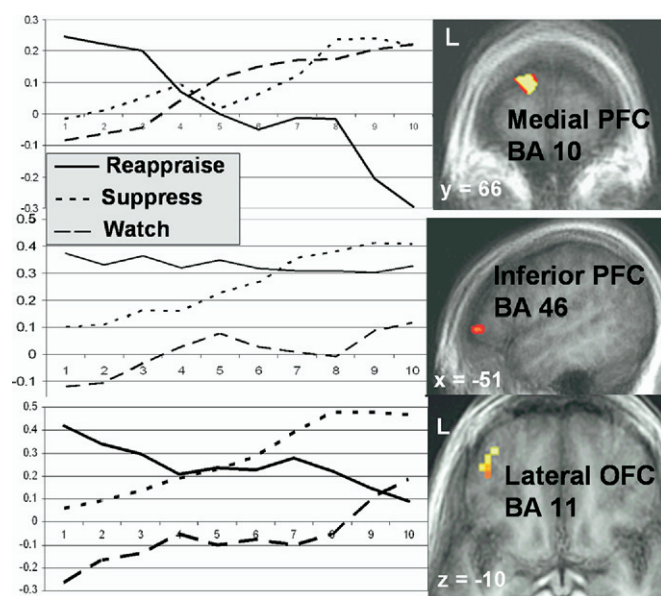 0.3
0.2
0.1
0
1 2 3 4 5 6 7 8 9 10
-0.1
-0.2
-0.3
L
Medial PFC
BA 10
y = 66
Reappraise
Suppress
Watch
0.5
0.4
0.3
0.2
0.1
0
1 2 3 4 5 6 7 8 9 10
-0.1
Inferior PFC
BA 46
x = -51
0.5
0.4
0.3
0.2
0.1
0
1 2 3 4 5 6 7 8 9 10
-0.1
-0.2
-0.3
L
Lateral OFC
BA 11
z = -10